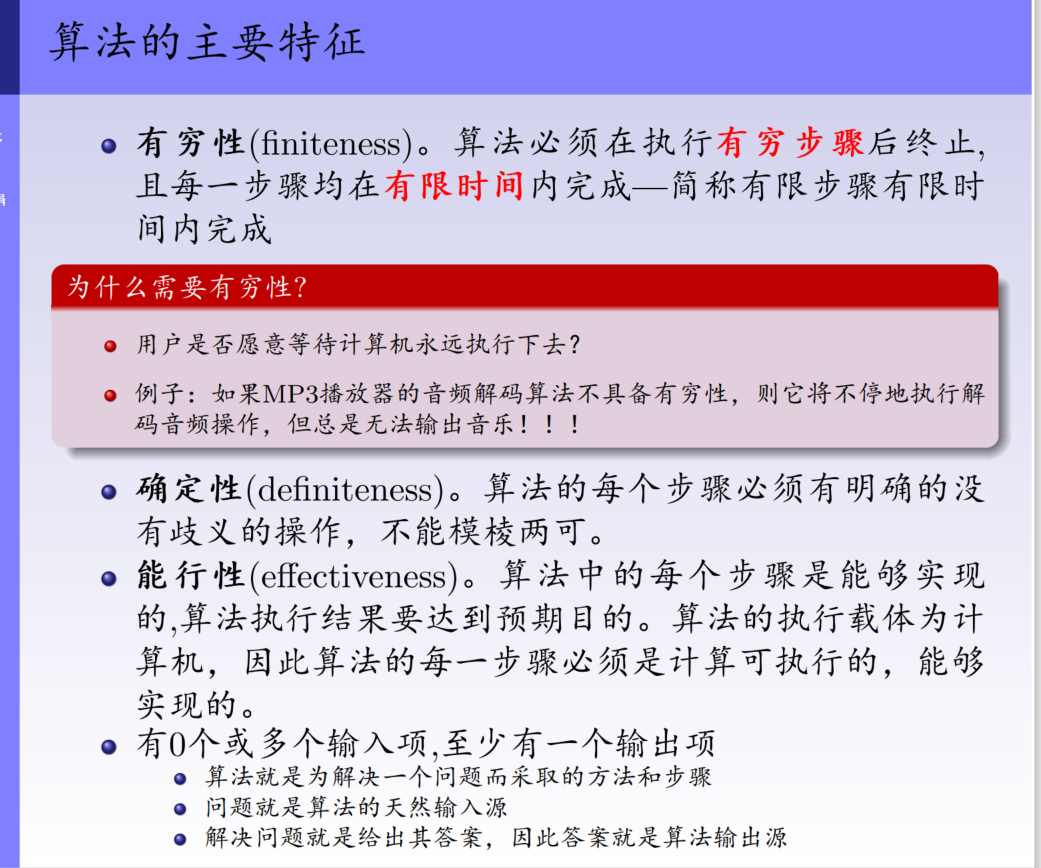 算法的主要特征
有穷性(finiteness)。算法必须在执行有穷步骤后终止,
且每一步骤均在有限时间内完成—简称有限步骤有限时
间内完成
为什么需要有穷性?
用户是否愿意等待计算机永远执行下去?
例子：如果MP3播放器的音频解码算法不具备有穷性，则它将不停地执行解
码音频操作，但总是无法输出音乐！！！
确定性(definiteness)。算法的每个步骤必须有明确的没
有歧义的操作，不能模棱两可。
能行性(effectiveness)。算法中的每个步骤是能够实现
的,算法执行结果要达到预期目的。算法的执行载体为计
算机，因此算法的每一步骤必须是计算可执行的，能够
实现的。
有0个或多个输入项,至少有一个输出项
算法就是为解决一个问题而采取的方法和步骤
问题就是算法的天然输入源
解决问题就是给出其答案，因此答案就是算法输出源